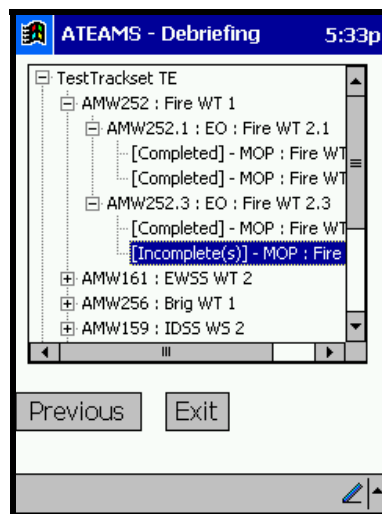 ATEAMS - Debriefing 5:33p
TestTrackset TE
AMW252 : Fire WT 1
AMW252.1 : EO : Fire WT 2.1
[Completed] - MOP : Fire WT
[Completed] - MOP : Fire WT
AMW252.3 : EO : Fire WT 2.3
[Completed] - MOP : Fire WT
[Incomplete(s)] - MOP : Fire
AMW161 : EWSS WT 2
AMW256 : Brig WT 1
AMW159 : IDSS WS 2
Previous Exit